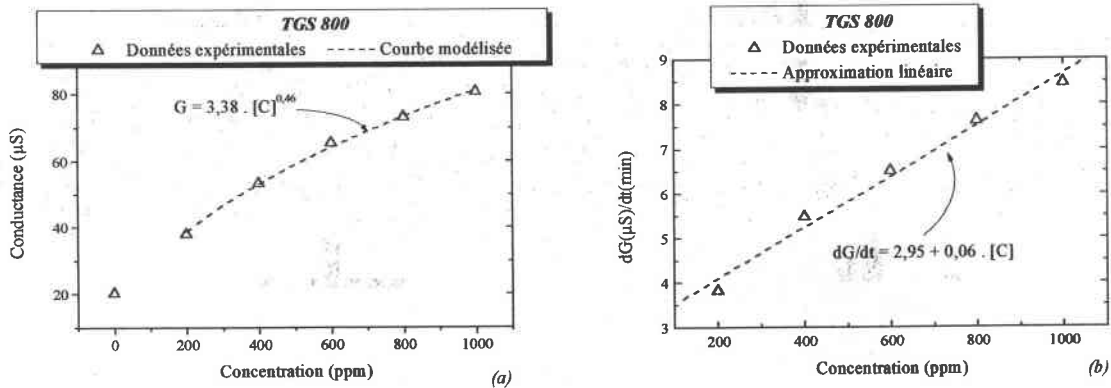 TGS 800
△ Données expérimentales ----- Courbe modélisée
80
60
40
20
Conductance (µS)
G = 3,38 . [C]^0,46
0 200 400 600 800 1000
Concentration (ppm)
(a)
TGS 800
△ Données expérimentales
----- Approximation linéaire
9
8
7
6
5
4
3
dG(µS)/dt(min)
dG/dt = 2,95 + 0,06 . [C]
200 400 600 800 1000
Concentration (ppm)
(b)